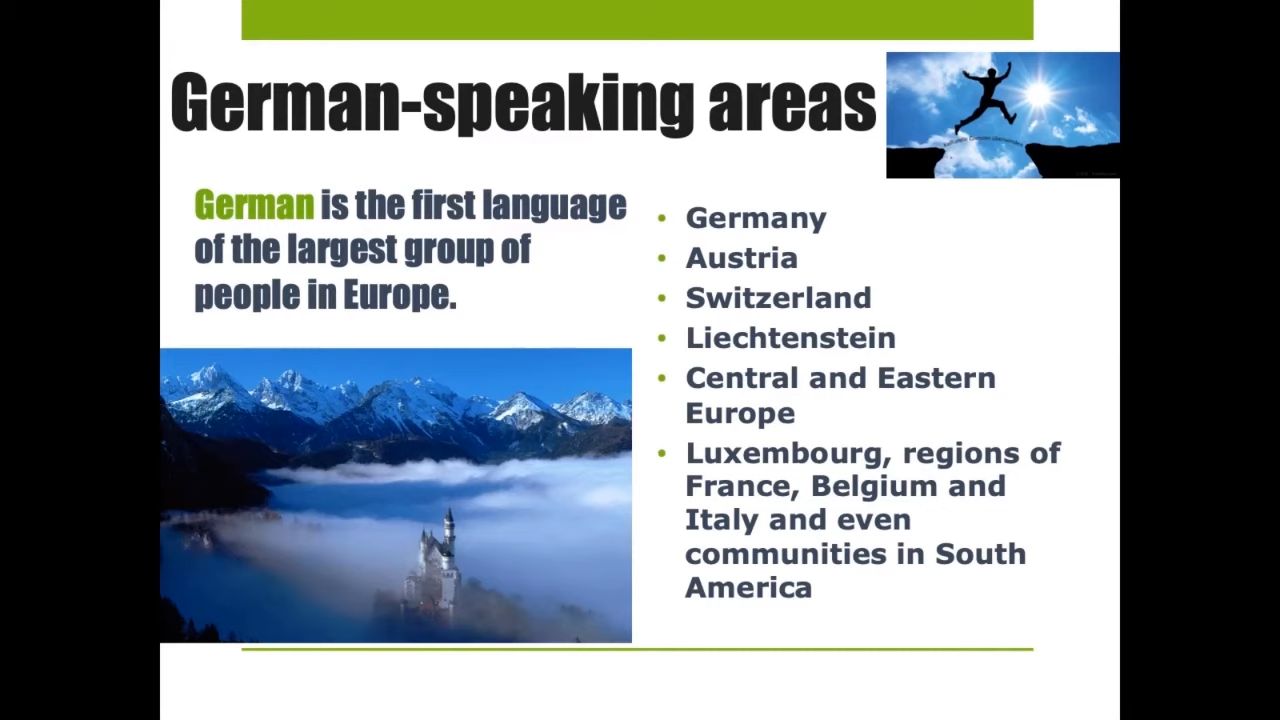 German-speaking areas
German is the first language
of the largest group of
people in Europe.
• Germany
• Austria
• Switzerland
• Liechtenstein
• Central and Eastern
Europe
• Luxembourg, regions of
France, Belgium and
Italy and even
communities in South
America